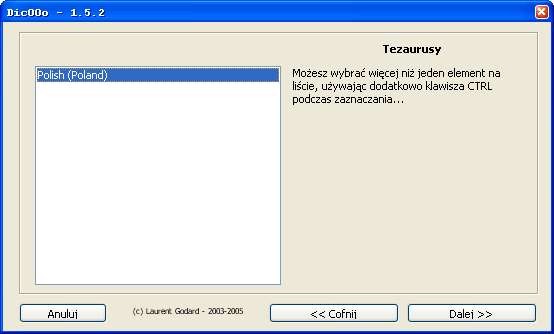 DicOOo - 1.5.2
Tezaurusy
Polish (Poland)
Możesz wybrać więcej niż jeden element na
liście, używając dodatkowo klawisza CTRL
podczas zaznaczania...
Anuluj
(c) Laurent Godard - 2003-2005
<< Cofnij
Dalej >>